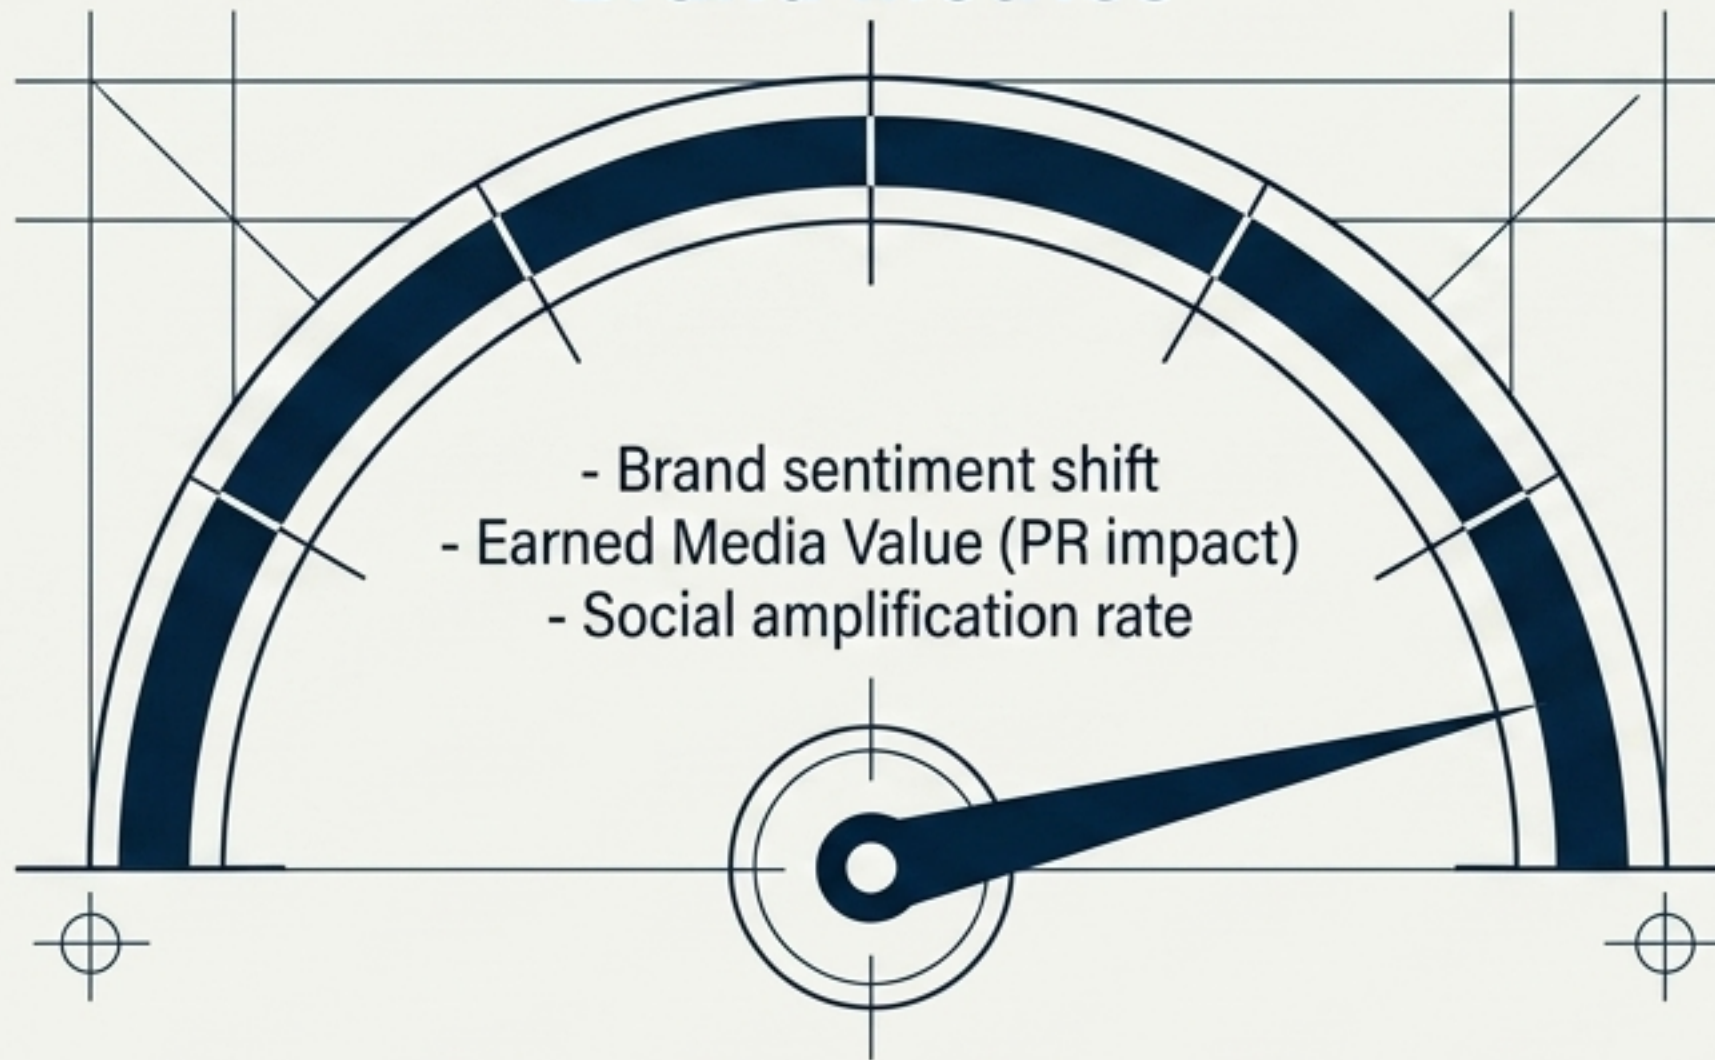 - Brand sentiment shift
- Earned Media Value (PR impact)
- Social amplification rate